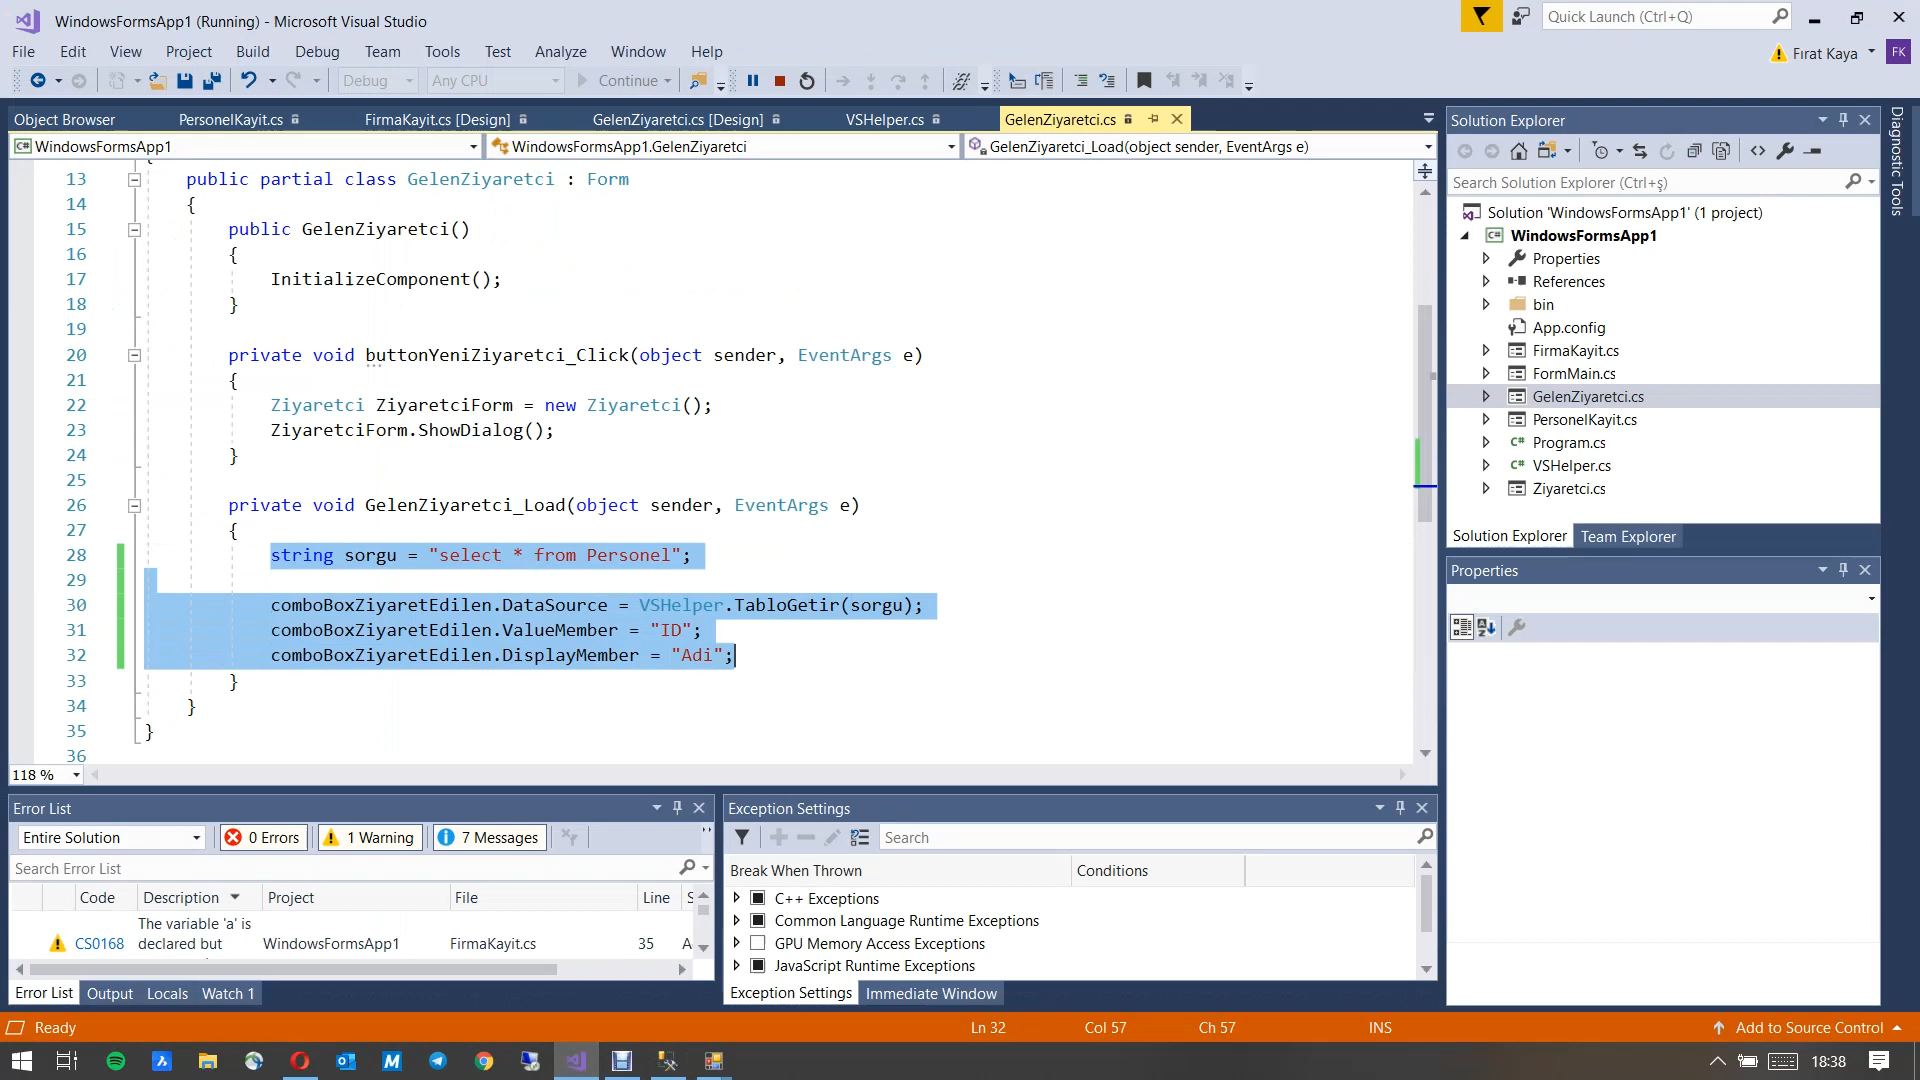 WindowsFormsApp1 (Running) - Microsoft Visual Studio
Quick Launch (Ctrl+Q)
File Edit View Project Build Debug Team Tools Test Analyze Window Help
Fırat Kaya FK
Debug Any CPU Continue
Object Browser PersonelKayit.cs FirmaKayit.cs [Design] GelenZiyaretci.cs [Design] VSHelper.cs GelenZiyaretci.cs
WindowsFormsApp1 WindowsFormsApp1.GelenZiyaretci GelenZiyaretci_Load(object sender, EventArgs e)
13 public partial class GelenZiyaretci : Form
14 {
15 public GelenZiyaretci()
16 {
17 InitializeComponent();
18 }
19
20 private void buttonYeniZiyaretci_Click(object sender, EventArgs e)
21 {
22 Ziyaretci ZiyaretciForm = new Ziyaretci();
23 ZiyaretciForm.ShowDialog();
24 }
25
26 private void GelenZiyaretci_Load(object sender, EventArgs e)
27 {
28 string sorgu = "select * from Personel";
29
30 comboBoxZiyaretEdilen.DataSource = VSHelper.TabloGetir(sorgu);
31 comboBoxZiyaretEdilen.ValueMember = "ID";
32 comboBoxZiyaretEdilen.DisplayMember = "Adi";
33 }
34 }
35 }
36
118 %
Solution Explorer
Search Solution Explorer (Ctrl+ş)
Solution 'WindowsFormsApp1' (1 project)
WindowsFormsApp1
Properties
References
bin
App.config
FirmaKayit.cs
FormMain.cs
GelenZiyaretci.cs
PersonelKayit.cs
Program.cs
VSHelper.cs
Ziyaretci.cs
Solution Explorer Team Explorer
Properties
Diagnostic Tools
Error List
Entire Solution 0 Errors 1 Warning 7 Messages
Search Error List
Code Description Project File Line S
The variable 'a' is
CS0168 declared but WindowsFormsApp1 FirmaKayit.cs 35 A
Error List Output Locals Watch 1
Exception Settings
Search
Break When Thrown Conditions
C++ Exceptions
Common Language Runtime Exceptions
GPU Memory Access Exceptions
JavaScript Runtime Exceptions
Exception Settings Immediate Window
Ready Ln 32 Col 57 Ch 57 INS Add to Source Control
18:38